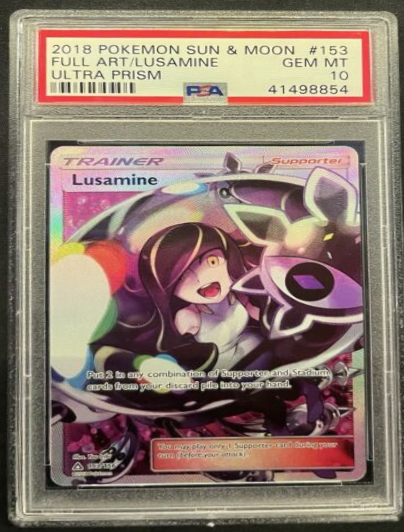 2018 POKEMON SUN & MOON #153
FULL ART/LUSAMINE GEM MT
ULTRA PRISM 10
PSA 41498854
TRAINER Supporter
Lusamine
Put 2 in any combination of Supporter and Stadium
cards from your discard pile into your hand.
You may play only 1 Supporter card during your
turn (before your attack).
Illus.